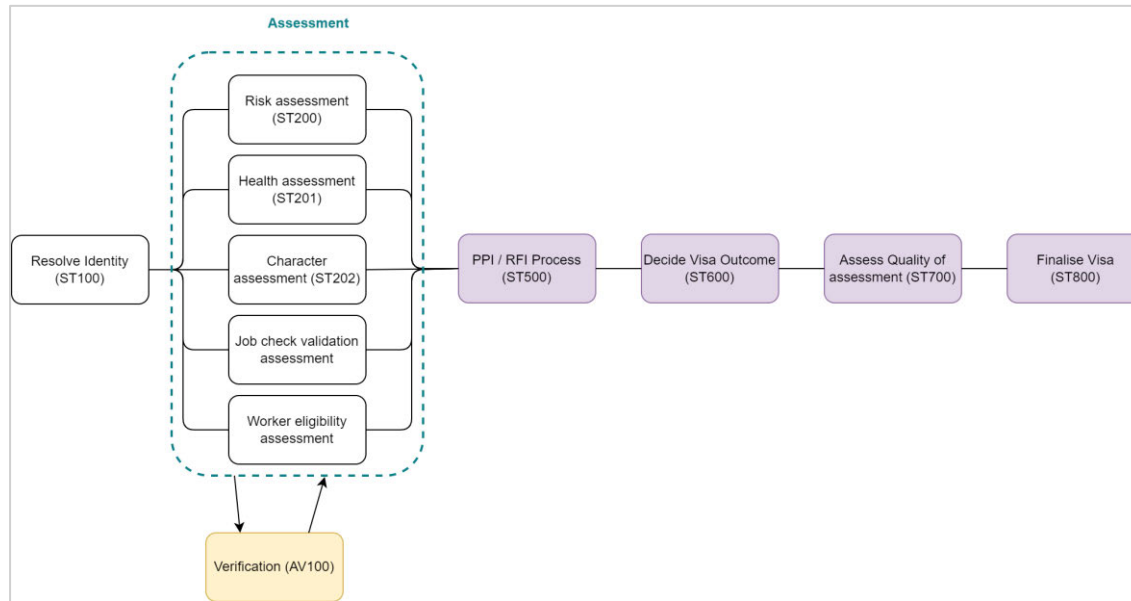 Assessment
Risk assessment
(ST200)
Health assessment
(ST201)
Resolve Identity
(ST100)
Character
assessment (ST202)
PPI / RFI Process
(ST500)
Decide Visa Outcome
(ST600)
Assess Quality of
assessment (ST700)
Finalise Visa
(ST800)
Job check validation
assessment
Worker eligibility
assessment
Verification (AV100)